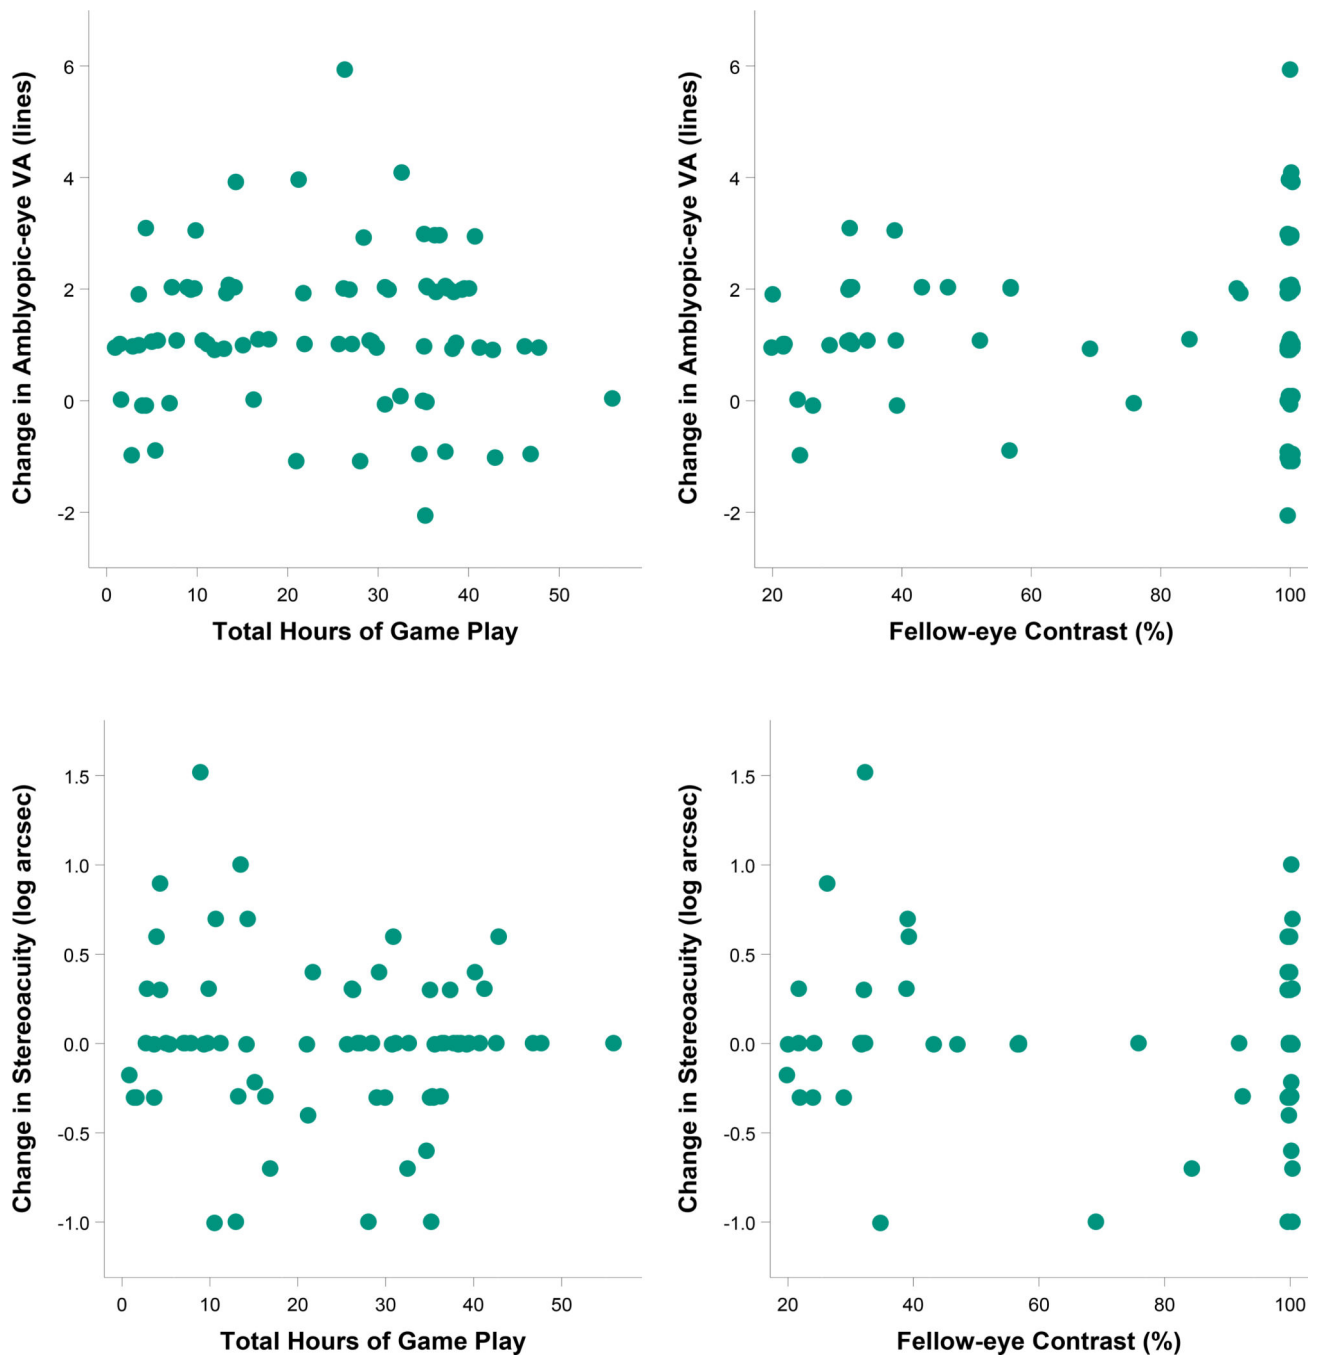 Change in Amblyopic-eye VA (lines)
6
4
2
0
-2
0 10 20 30 40 50
Total Hours of Game Play
Change in Amblyopic-eye VA (lines)
6
4
2
0
-2
20 40 60 80 100
Fellow-eye Contrast (%)
Change in Stereoacuity (log arcsec)
1.5
1.0
0.5
0.0
-0.5
-1.0
0 10 20 30 40 50
Total Hours of Game Play
Change in Stereoacuity (log arcsec)
1.5
1.0
0.5
0.0
-0.5
-1.0
20 40 60 80 100
Fellow-eye Contrast (%)